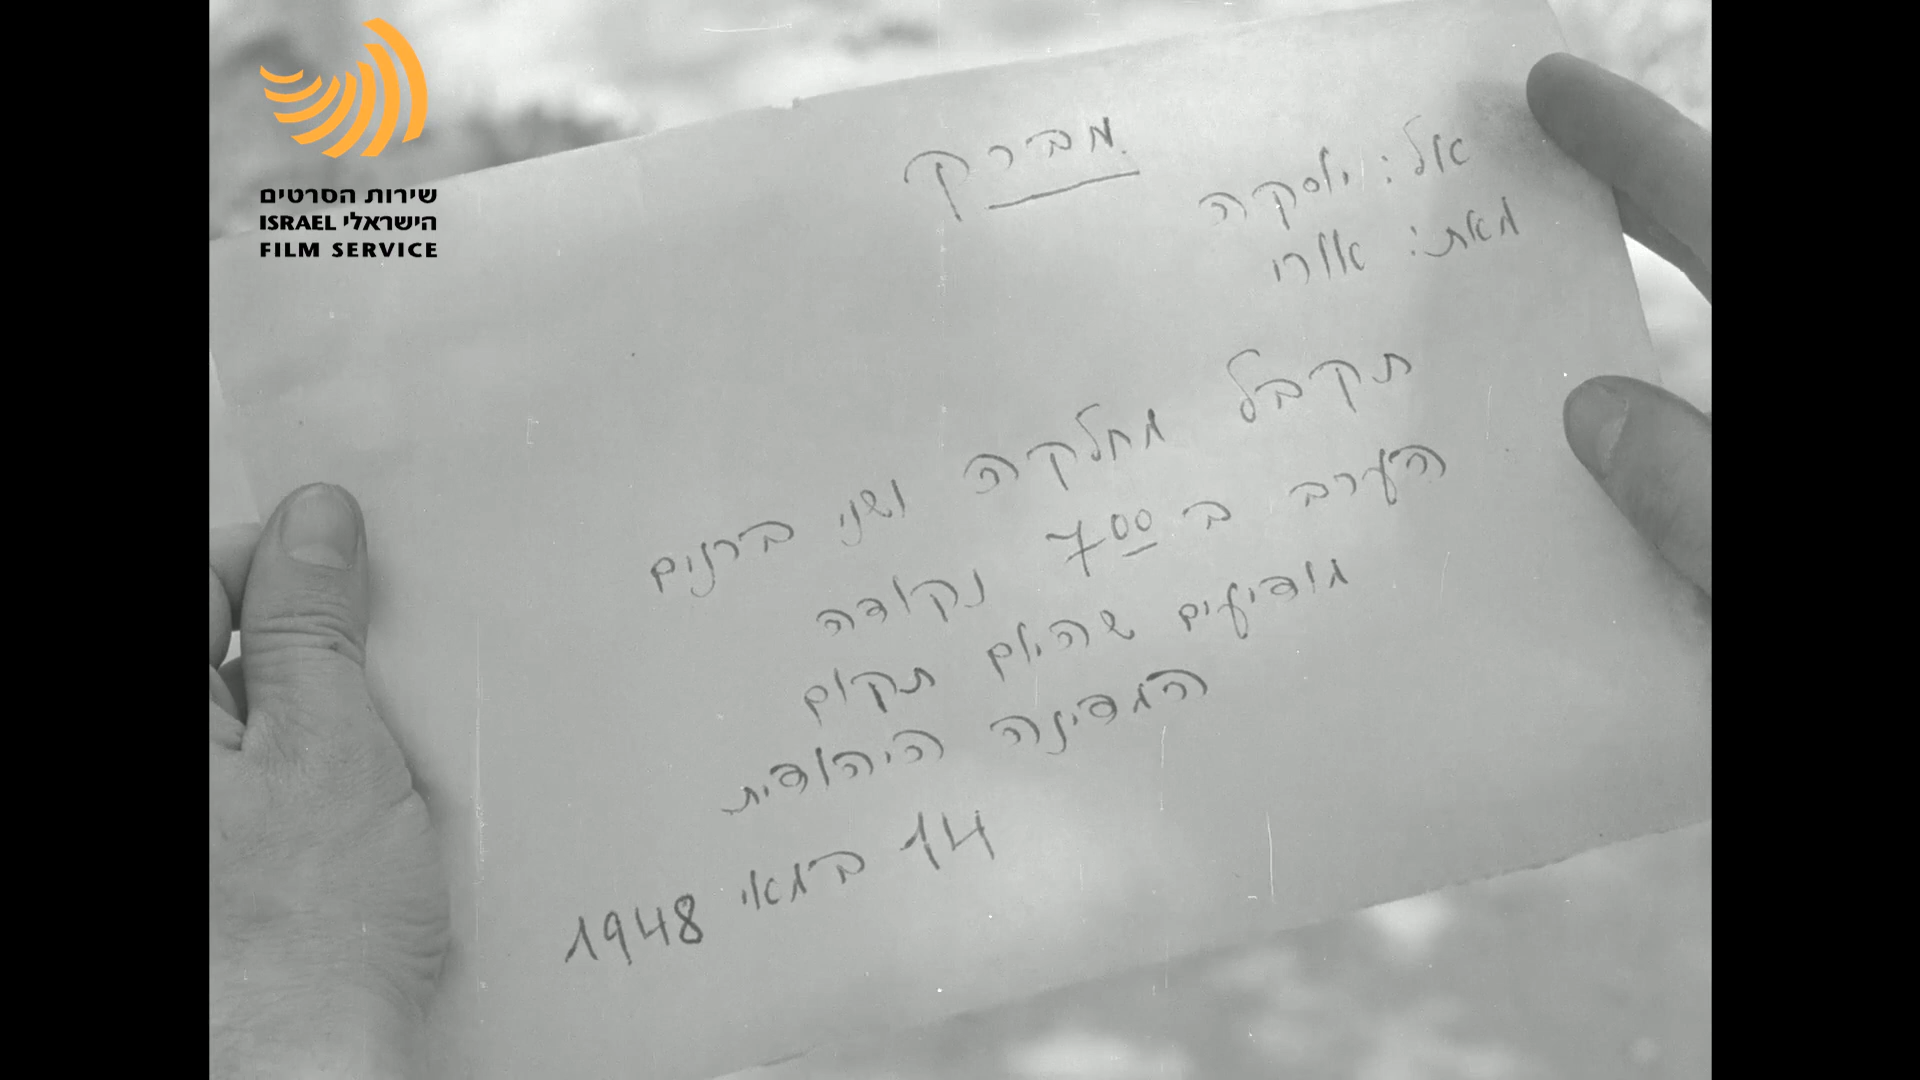 שירות הסרטים
הישראלי ISRAEL
FILM SERVICE
מברק
אל: יוסקה
מאת: אורי
תקבל מחלקה ושני ברנים
הערב ב 700 נקודה
מודיעים שהיום תקום
המדינה היהודית
14 במאי 1948